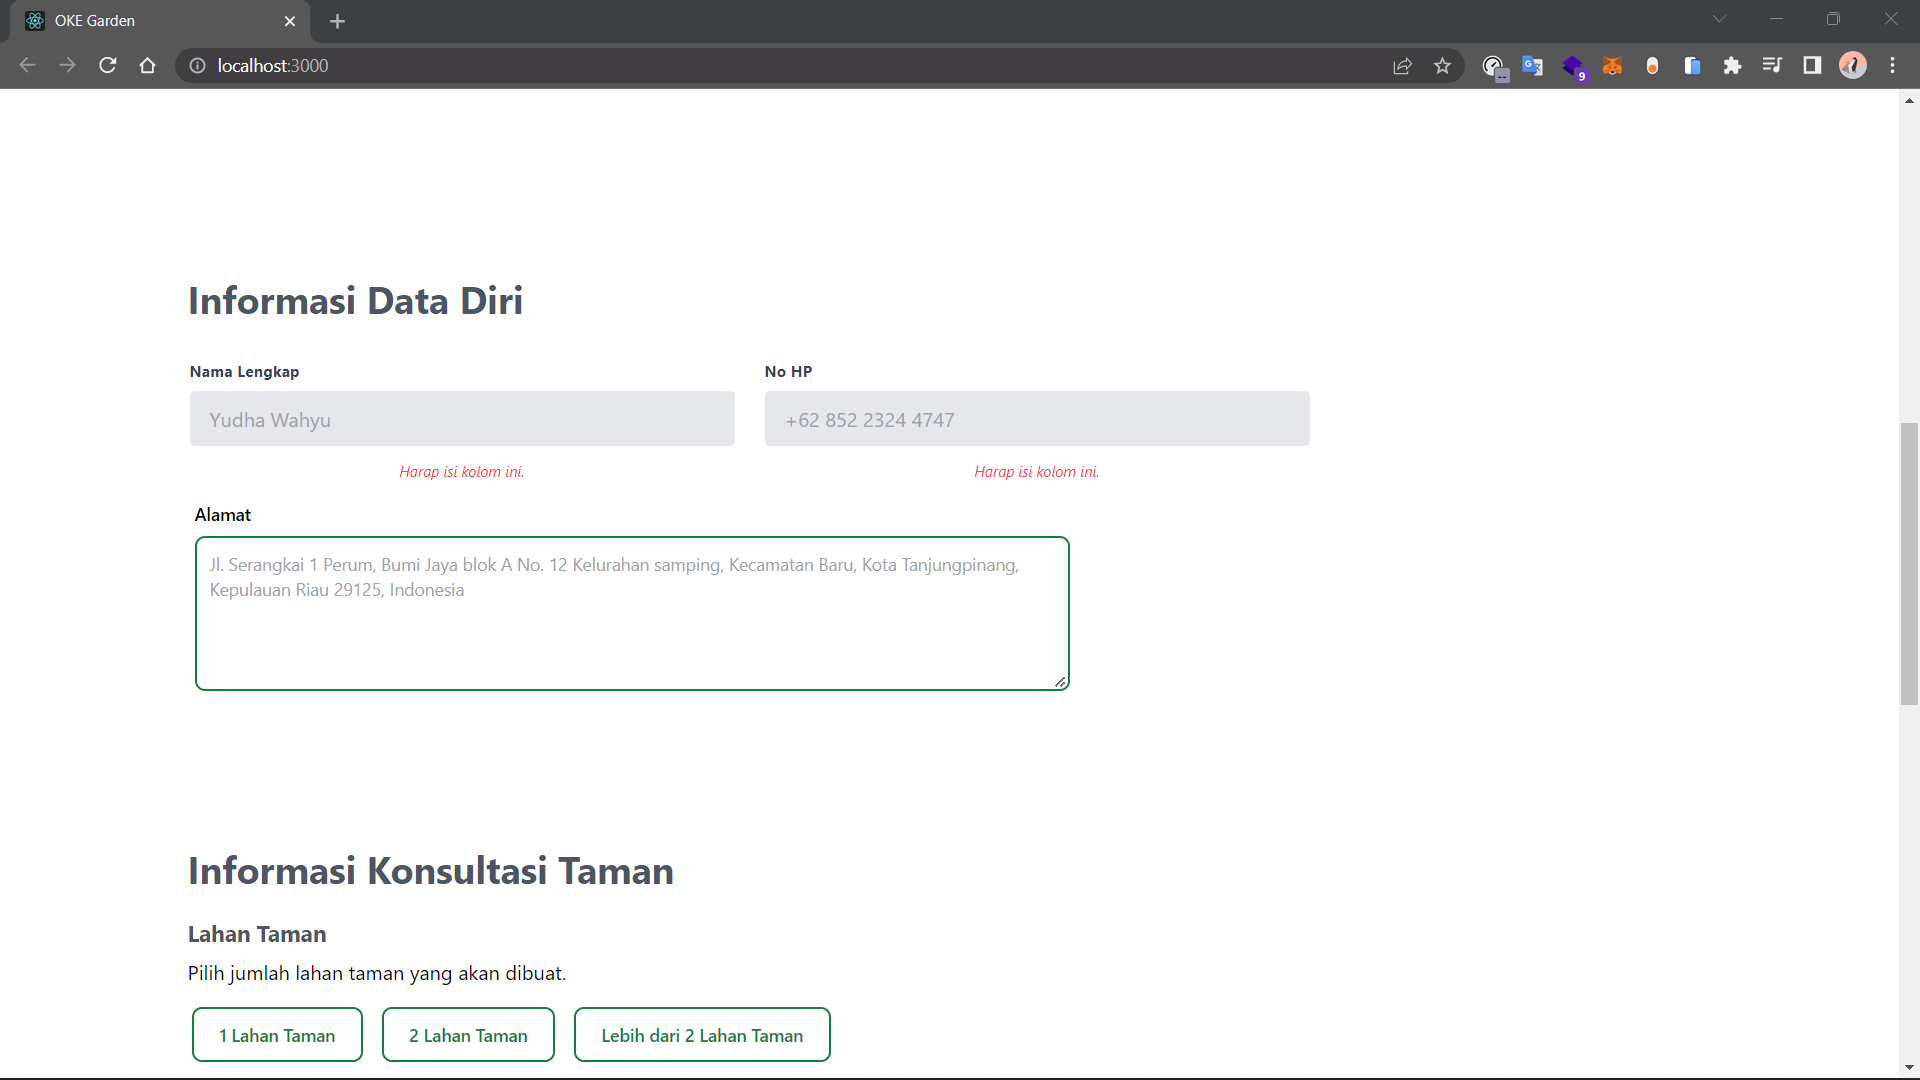 OKE Garden
localhost:3000
9
Informasi Data Diri
Nama Lengkap
No HP
Yudha Wahyu
+62 852 2324 4747
Harap isi kolom ini.
Harap isi kolom ini.
Alamat
Jl. Serangkai 1 Perum, Bumi Jaya blok A No. 12 Kelurahan samping, Kecamatan Baru, Kota Tanjungpinang,
Kepulauan Riau 29125, Indonesia
Informasi Konsultasi Taman
Lahan Taman
Pilih jumlah lahan taman yang akan dibuat.
1 Lahan Taman
2 Lahan Taman
Lebih dari 2 Lahan Taman